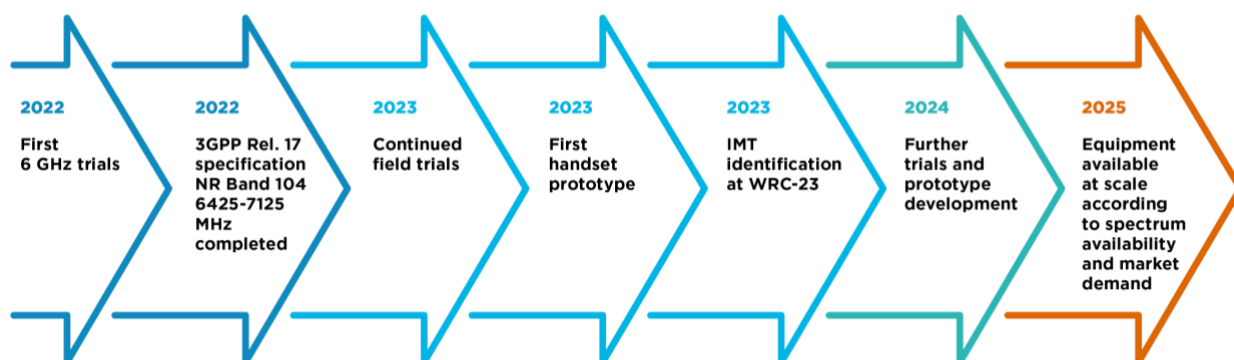 2022
First
6 GHz trials
2022
3GPP Rel. 17
specification
NR Band 104
6425-7125
MHz
completed
2023
Continued
field trials
2023
First
handset
prototype
2023
IMT
identification
at WRC-23
2024
Further
trials and
prototype
development
2025
Equipment
available
at scale
according
to spectrum
availability
and market
demand